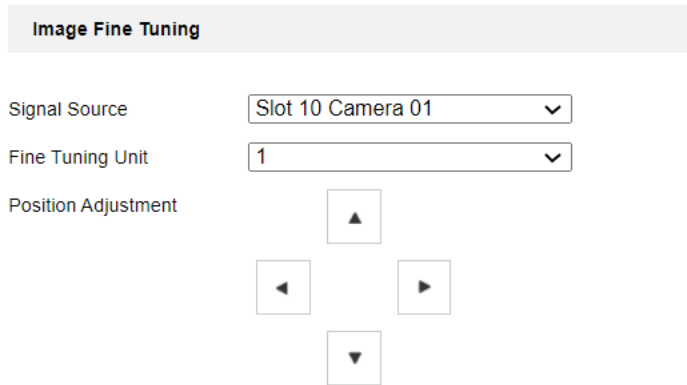 Image Fine Tuning
Signal Source Slot 10 Camera 01
Fine Tuning Unit 1
Position Adjustment